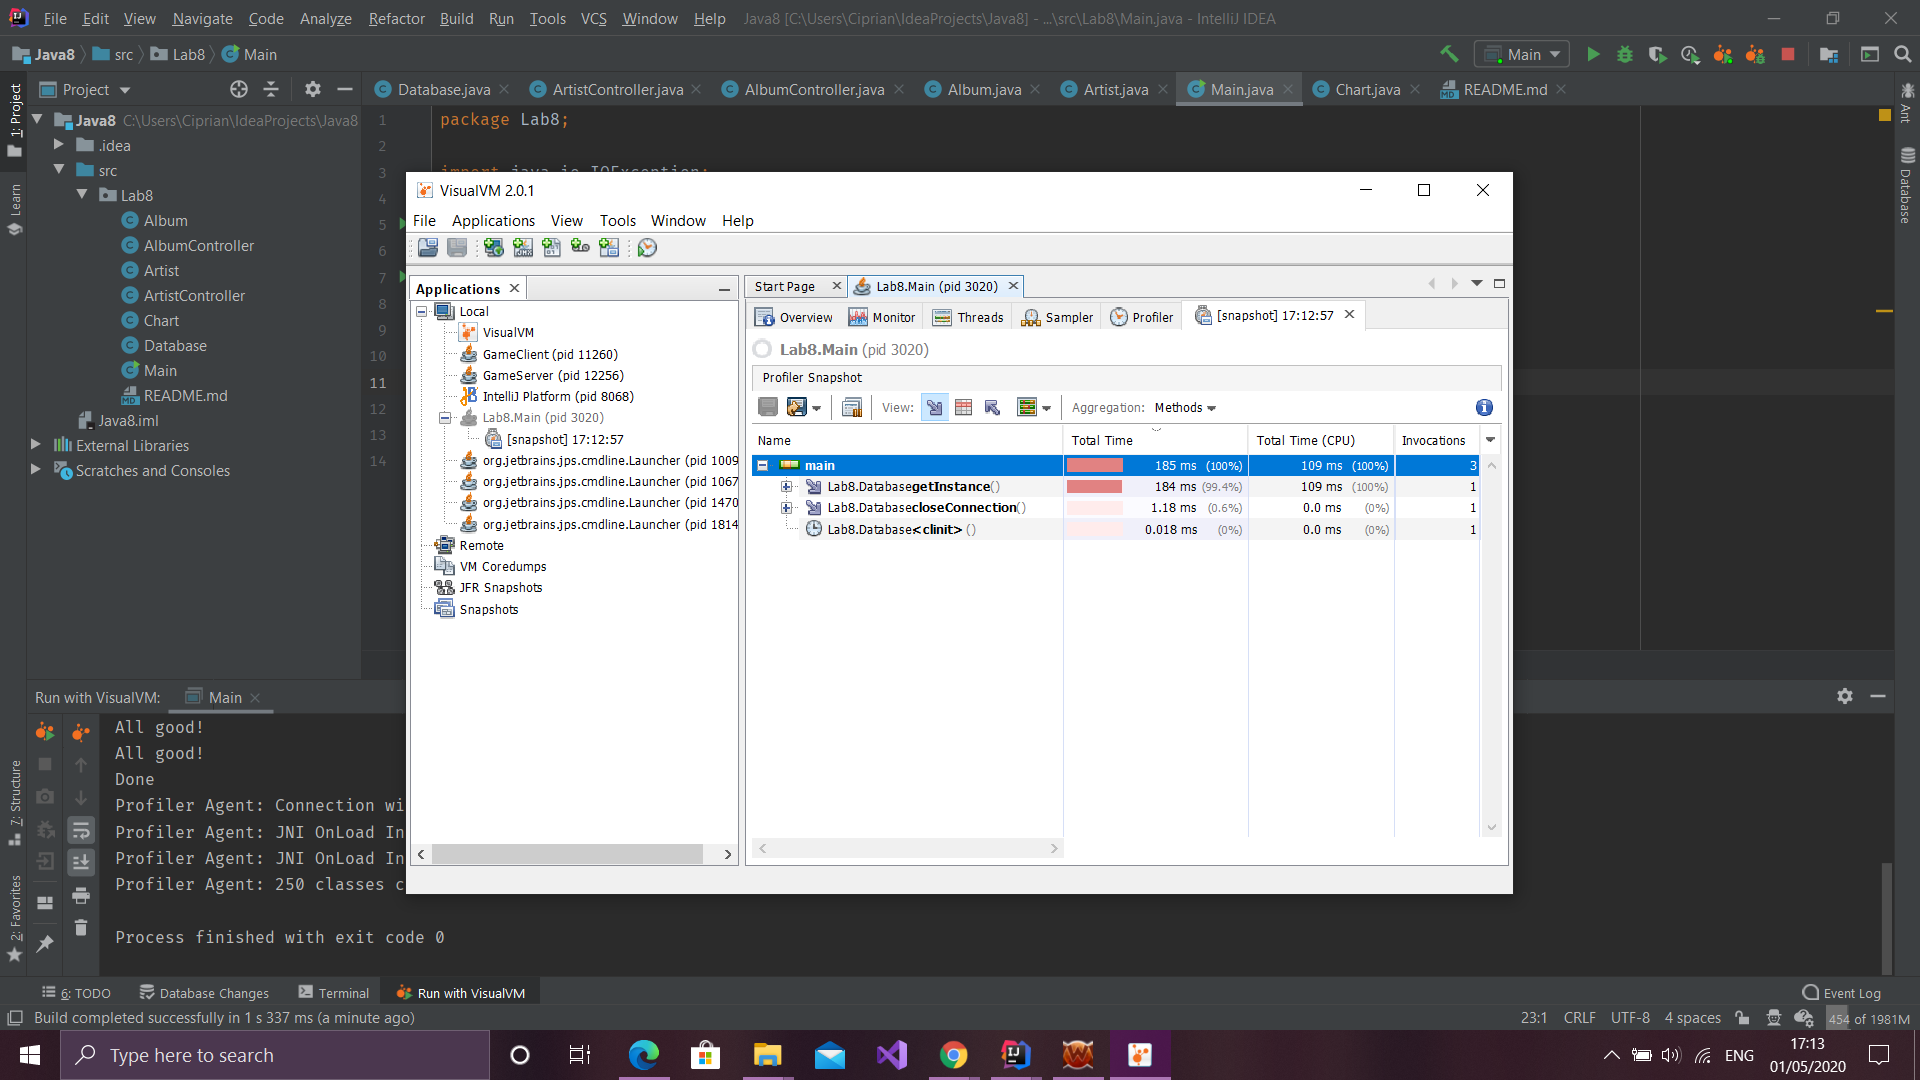 File Edit View Navigate Code Analyze Refactor Build Run Tools VCS Window Help Java8 [C:\Users\Ciprian\IdeaProjects\Java8] - ...\src\Lab8\Main.java - IntelliJ IDEA
Java8 src Lab8 Main Main
Project Database.java ArtistController.java AlbumController.java Album.java Artist.java Main.java Chart.java README.md
1: Project
Learn
7: Structure
2: Favorites
Ant
Database
Java8 C:\Users\Ciprian\IdeaProjects\Java8
.idea
src
Lab8
Album
AlbumController
Artist
ArtistController
Chart
Database
Main
README.md
Java8.iml
External Libraries
Scratches and Consoles
1 package Lab8;
2
3 import java.io.IOException;
4
5
6
7
8
9
10
11
12
13
14
VisualVM 2.0.1
File Applications View Tools Window Help
Applications
Local
VisualVM
GameClient (pid 11260)
GameServer (pid 12256)
IntelliJ Platform (pid 8068)
Lab8.Main (pid 3020)
[snapshot] 17:12:57
org.jetbrains.jps.cmdline.Launcher (pid 1009
org.jetbrains.jps.cmdline.Launcher (pid 1067
org.jetbrains.jps.cmdline.Launcher (pid 1470
org.jetbrains.jps.cmdline.Launcher (pid 1814
Remote
VM Coredumps
JFR Snapshots
Snapshots
Start Page Lab8.Main (pid 3020)
Overview Monitor Threads Sampler Profiler [snapshot] 17:12:57
Lab8.Main (pid 3020)
Profiler Snapshot
View: Aggregation: Methods
Name Total Time Total Time (CPU) Invocations
main 185 ms (100%) 109 ms (100%) 3
Lab8.Database.getInstance() 184 ms (99.4%) 109 ms (100%) 1
Lab8.Database.closeConnection() 1.18 ms (0.6%) 0.0 ms (0%) 1
Lab8.Database.<clinit> () 0.018 ms (0%) 0.0 ms (0%) 1
Run with VisualVM: Main
All good!
All good!
Done
Profiler Agent: Connection wi
Profiler Agent: JNI OnLoad In
Profiler Agent: JNI OnLoad In
Profiler Agent: 250 classes c
Process finished with exit code 0
6: TODO Database Changes Terminal Run with VisualVM Event Log
Build completed successfully in 1 s 337 ms (a minute ago) 23:1 CRLF UTF-8 4 spaces 454 of 1981M
Type here to search ENG 17:13
01/05/2020